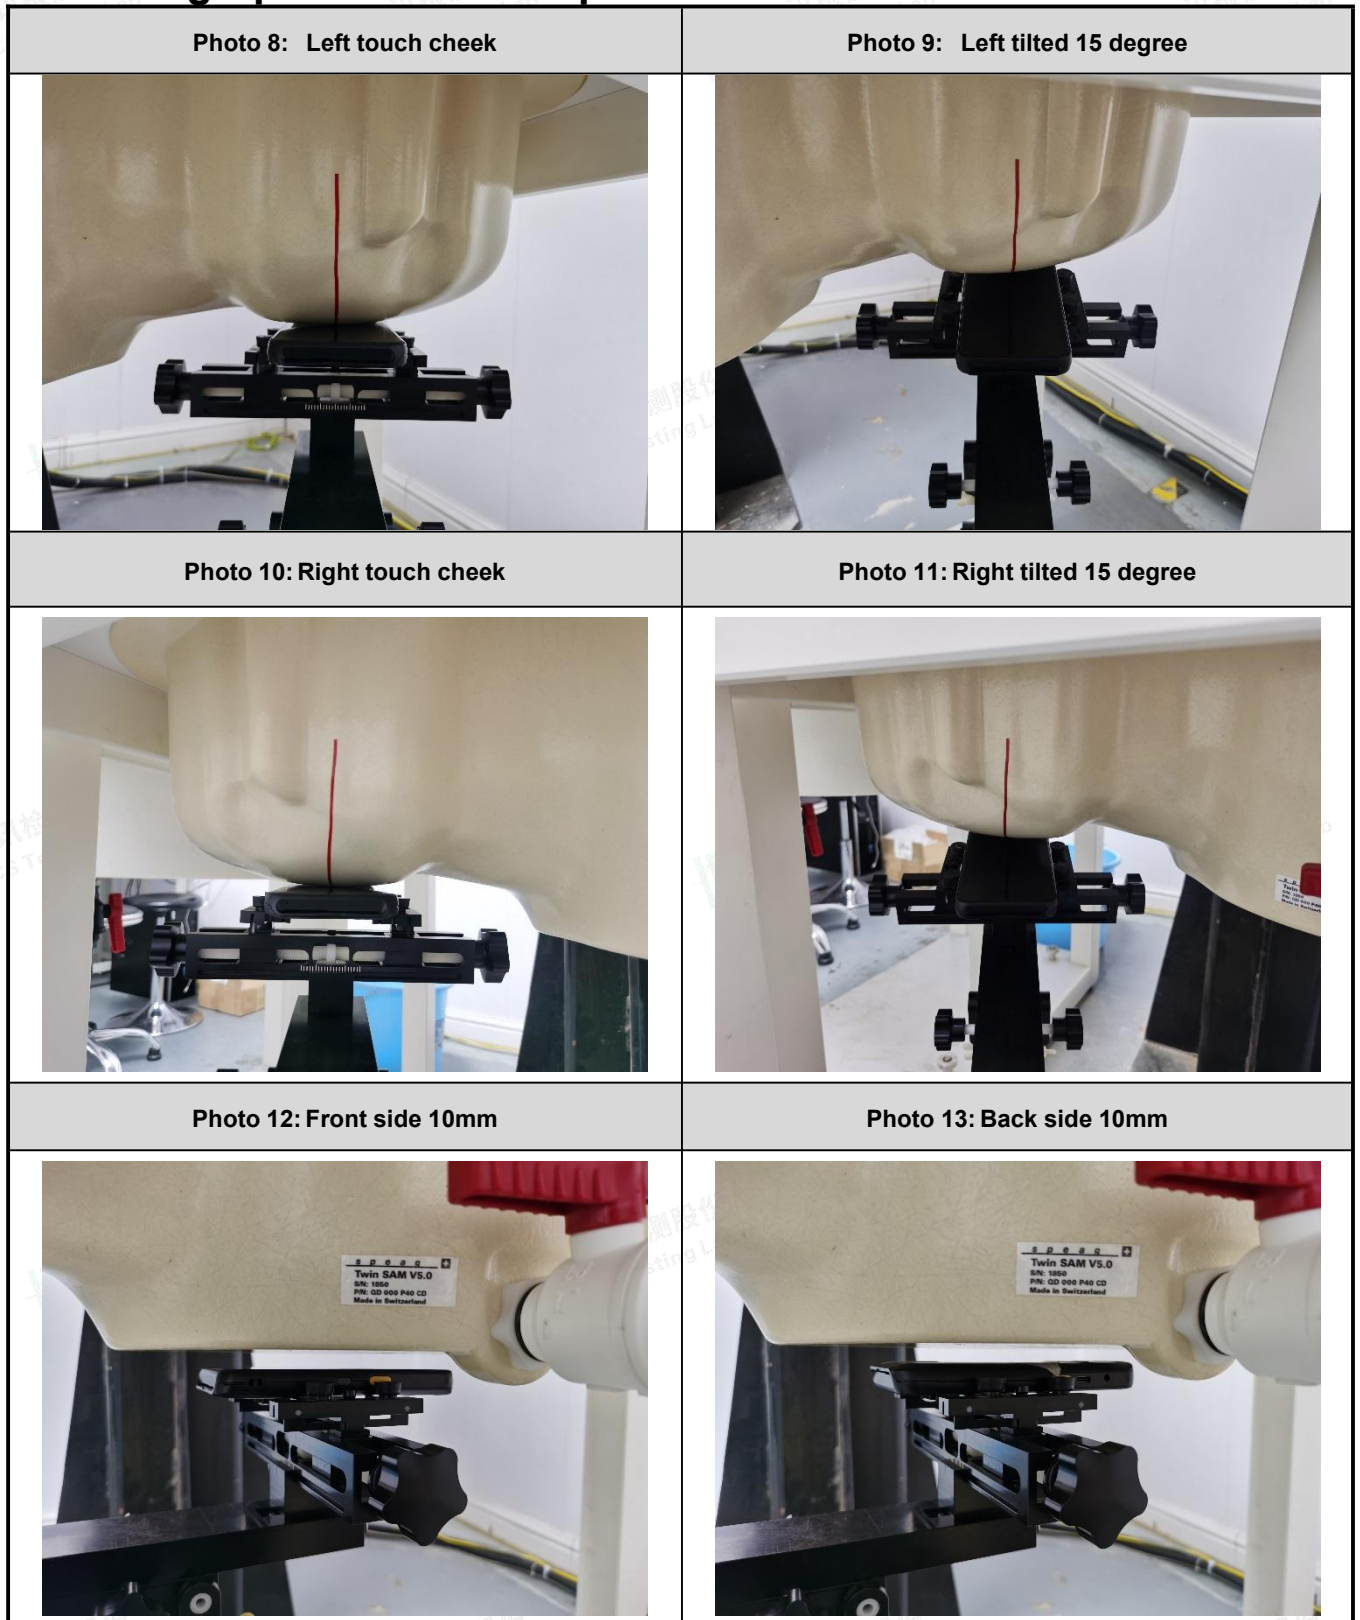 Photo 8: Left touch cheek
Photo 9: Left tilted 15 degree
Photo 10: Right touch cheek
Photo 11: Right tilted 15 degree
Photo 12: Front side 10mm
Photo 13: Back side 10mm
speag
Twin SAM V5.0
S/N: 1850
P/N: QD 000 P40 CD
Made in Switzerland
speag
Twin SAM V5.0
S/N: 1850
P/N: QD 000 P40 CD
Made in Switzerland